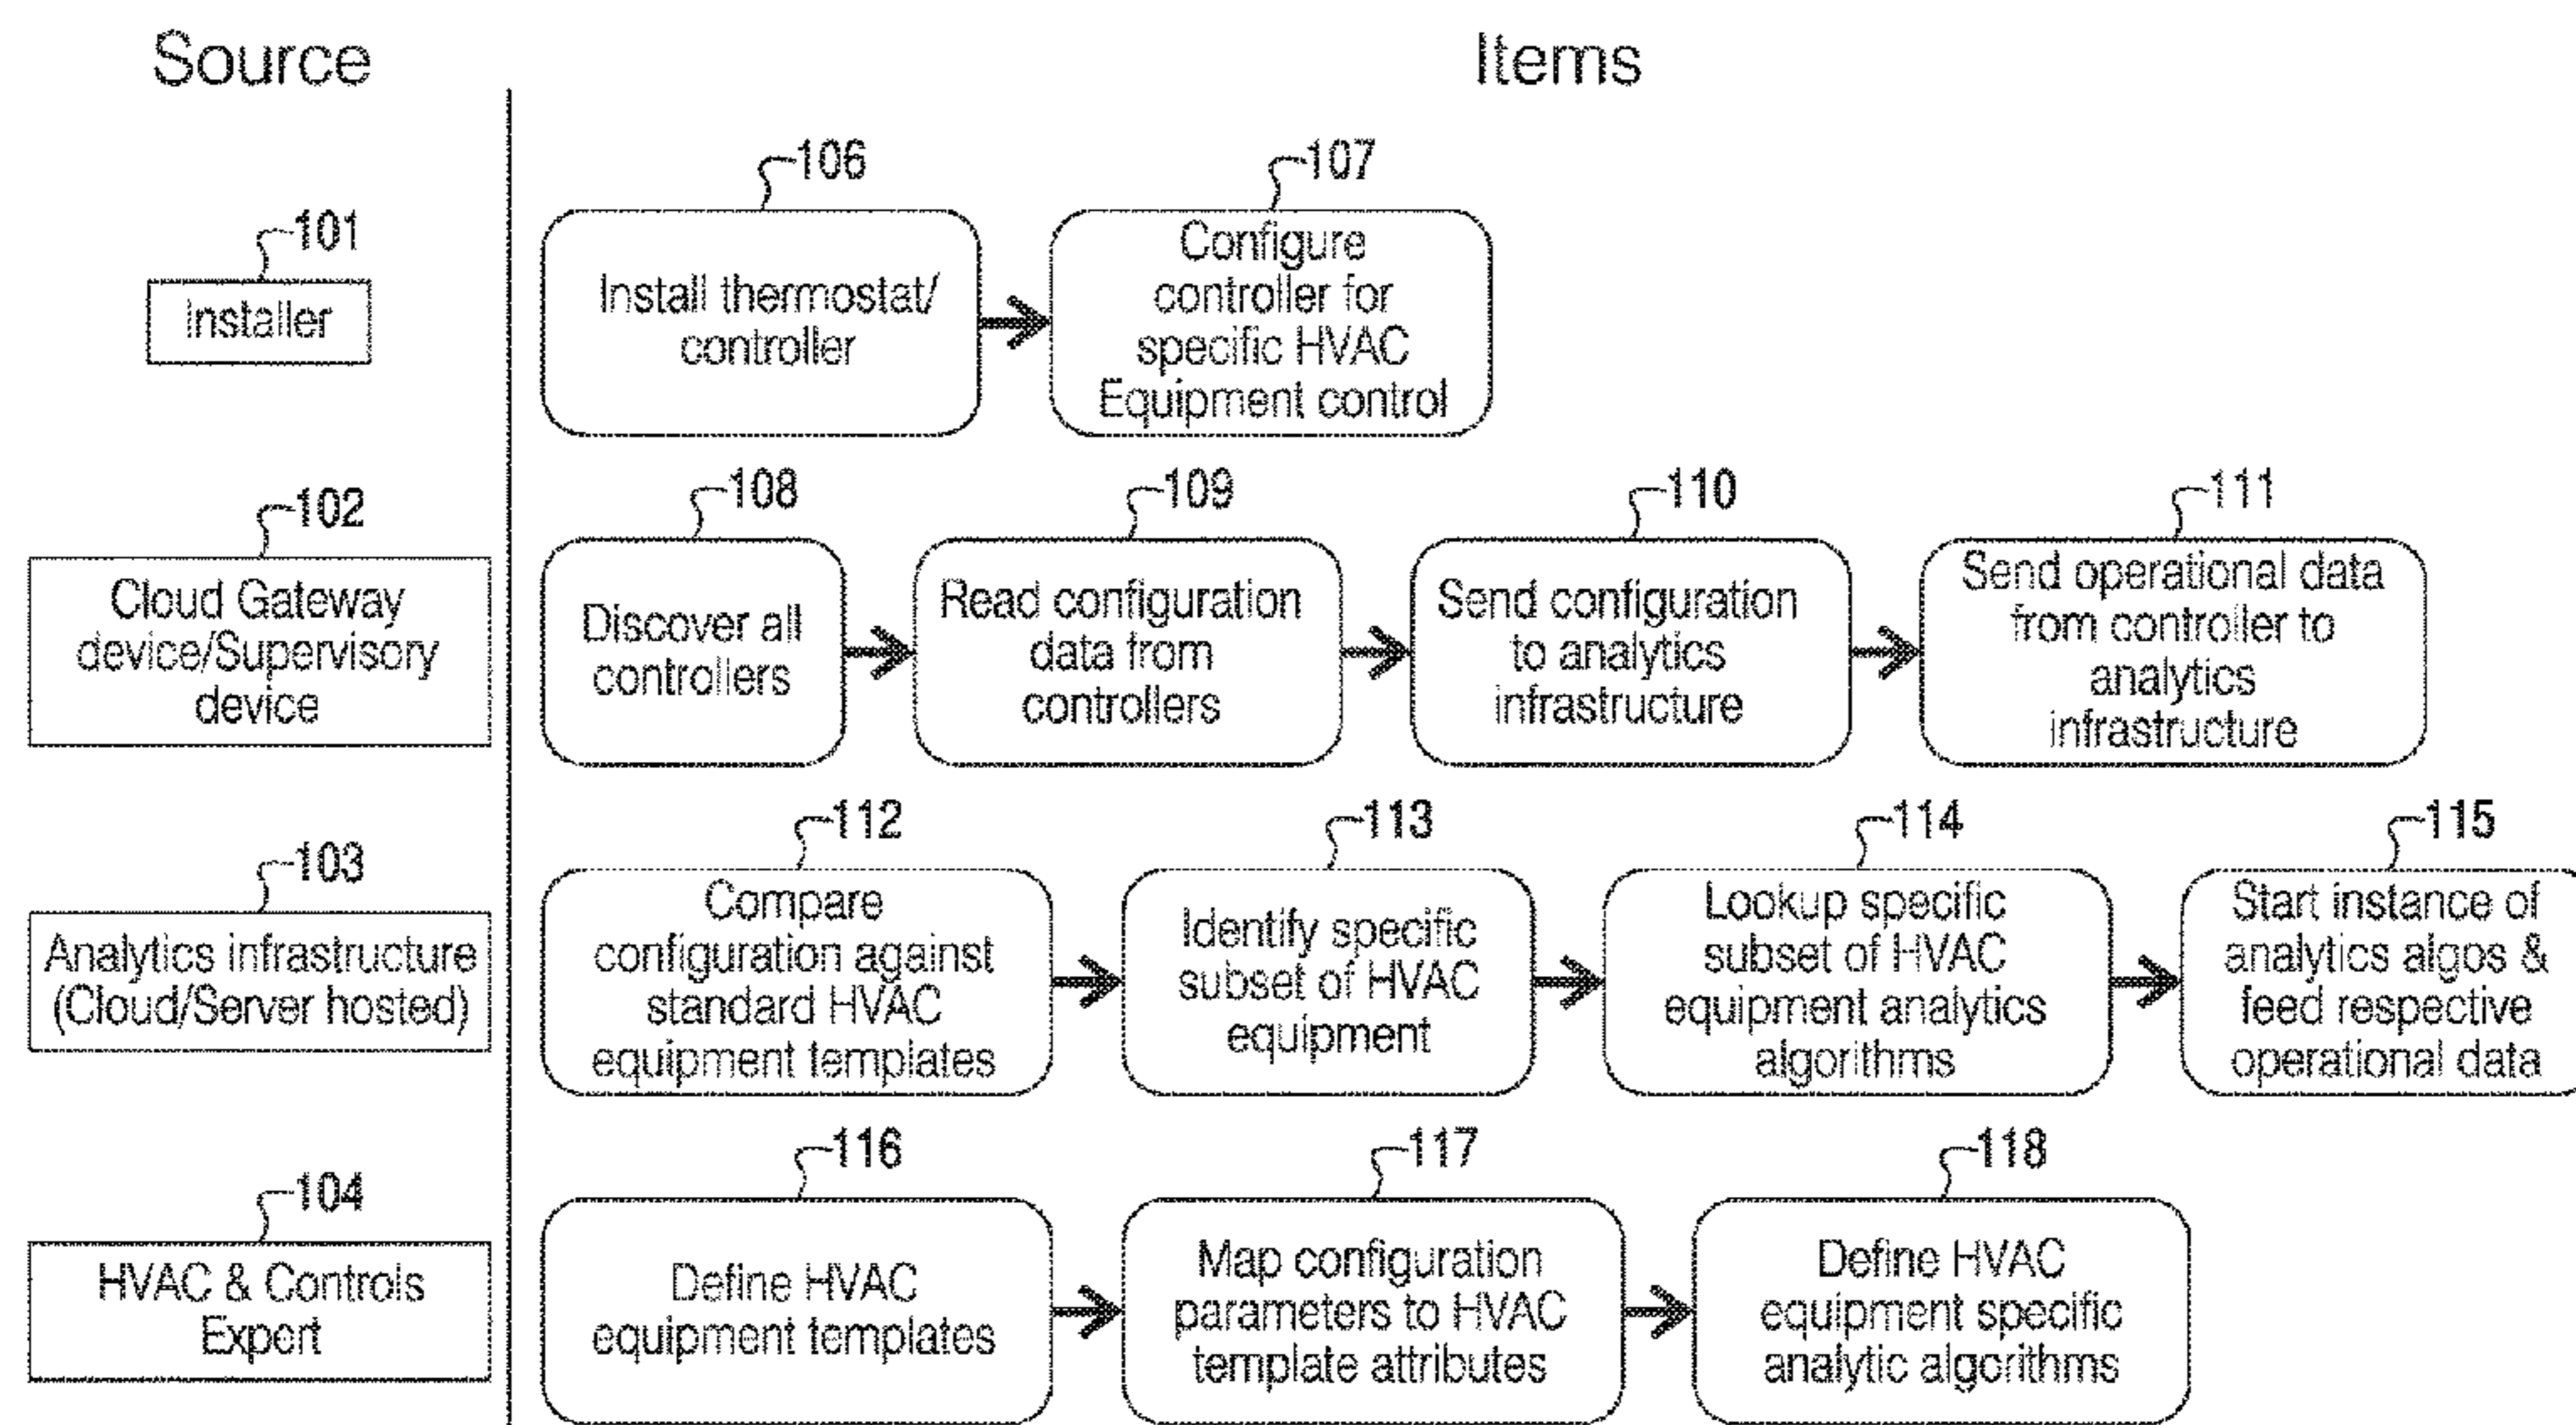 Source
Items
106
107
101
Installer
Install thermostat/
controller
Configure
controller for
specific HVAC
Equipment control
108
109
110
111
102
Cloud Gateway
device/Supervisory
device
Discover all
controllers
Read configuration
data from
controllers
Send configuration
to analytics
infrastructure
Send operational data
from controller to
analytics
infrastructure
112
113
114
115
103
Analytics infrastructure
(Cloud/Server hosted)
Compare
configuration against
standard HVAC
equipment templates
Identify specific
subset of HVAC
equipment
Lookup specific
subset of HVAC
equipment analytics
algorithms
Start instance of
analytics algos &
feed respective
operational data
116
117
118
104
HVAC & Controls
Expert
Define HVAC
equipment templates
Map configuration
parameters to HVAC
template attributes
Define HVAC
equipment specific
analytic algorithms